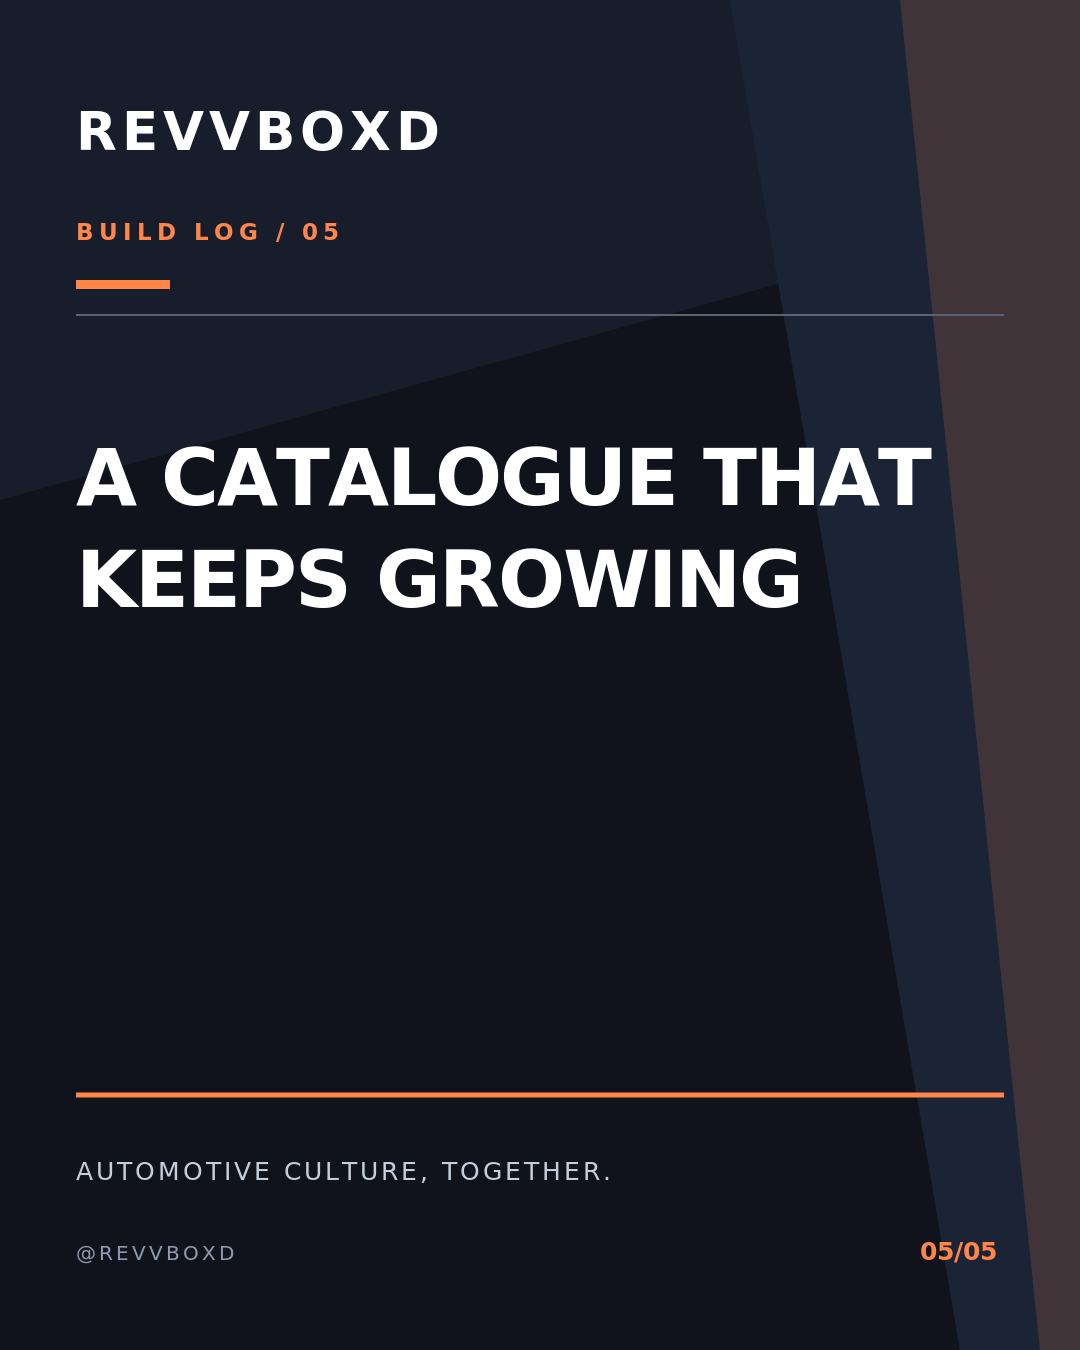 REVVBOXD
BUILD LOG / 05
A CATALOGUE THAT
KEEPS GROWING
AUTOMOTIVE CULTURE, TOGETHER.
@REVVBOXD
05/05